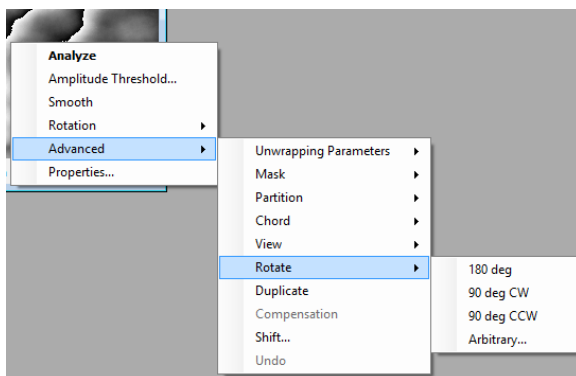 Analyze
Amplitude Threshold...
Smooth
Rotation
Advanced
Properties...
Unwrapping Parameters
Mask
Partition
Chord
View
Rotate
Duplicate
Compensation
Shift...
Undo
180 deg
90 deg CW
90 deg CCW
Arbitrary...